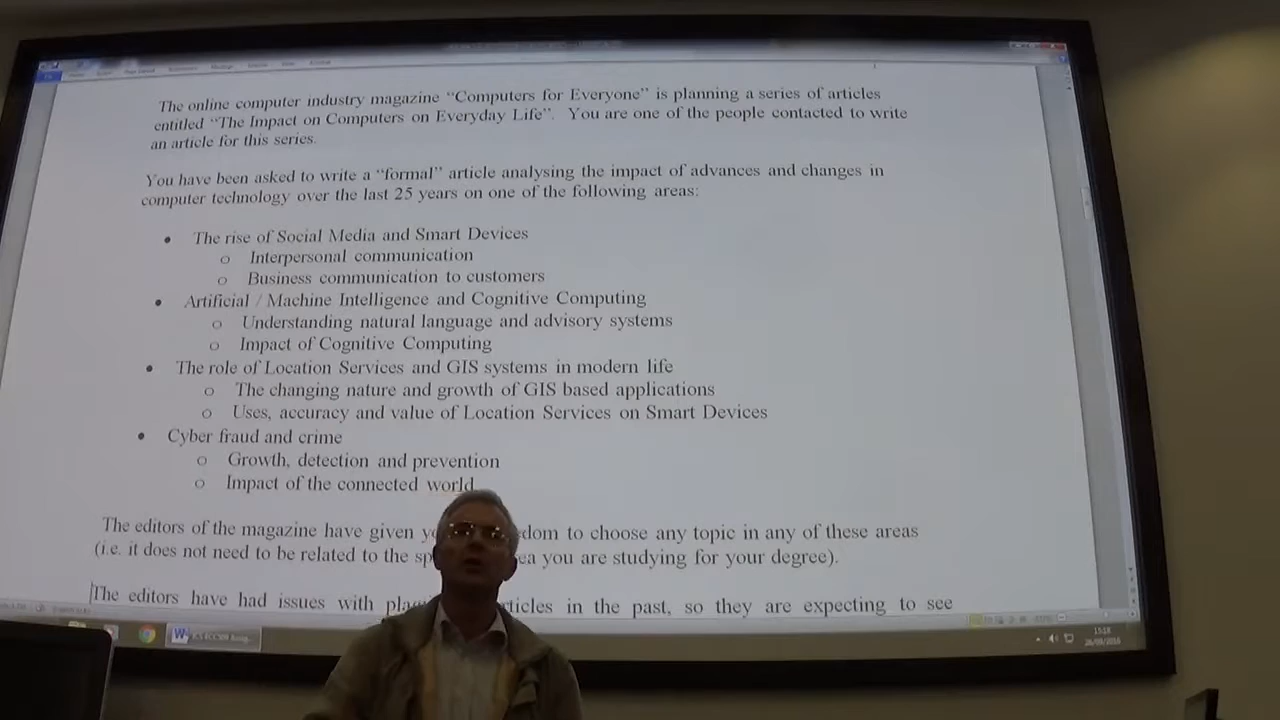 The online computer industry magazine “Computers for Everyone” is planning a series of articles
entitled “The Impact on Computers on Everyday Life”. You are one of the people contacted to write
an article for this series.
You have been asked to write a “formal” article analysing the impact of advances and changes in
computer technology over the last 25 years on one of the following areas:
• The rise of Social Media and Smart Devices
o Interpersonal communication
o Business communication to customers
• Artificial / Machine Intelligence and Cognitive Computing
o Understanding natural language and advisory systems
o Impact of Cognitive Computing
• The role of Location Services and GIS systems in modern life
o The changing nature and growth of GIS based applications
o Uses, accuracy and value of Location Services on Smart Devices
• Cyber fraud and crime
o Growth, detection and prevention
o Impact of the connected world
The editors of the magazine have given dom to choose any topic in any of these areas
(i.e. it does not need to be related to the ea you are studying for your degree).
The editors have had issues with ticles in the past, so they are expecting to see
15:18